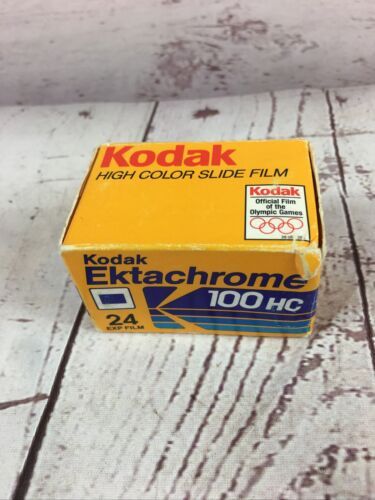 Kodak
HIGH COLOR SLIDE FILM
Kodak
Official Film
of the
Olympic Games
Kodak
Ektachrome
100 HC
24
EXP FILM